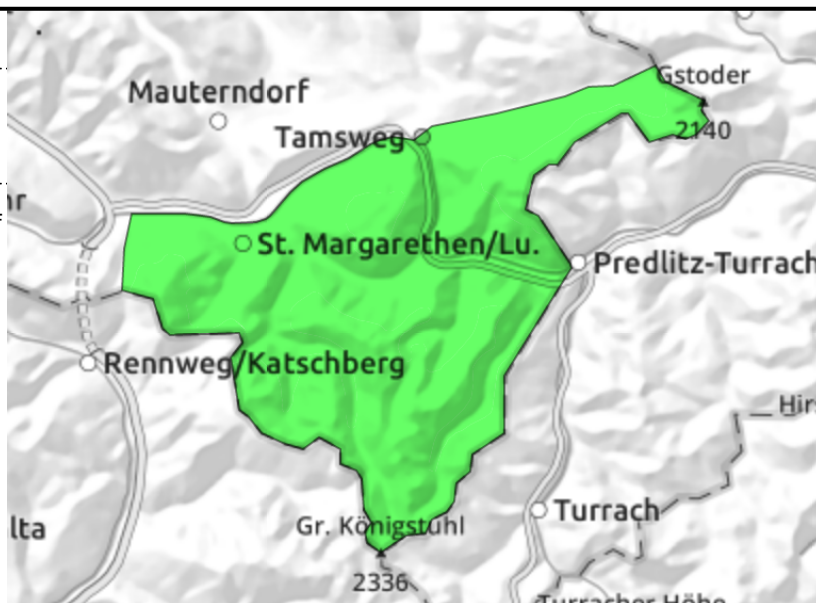 Gstoder
Mauterndorf
2140
Tamsweg
St. Margarethen/Lu.
Predlitz-Turrach
Rennweg/Katschberg
Turrach
Gr. Königstuhl
2336